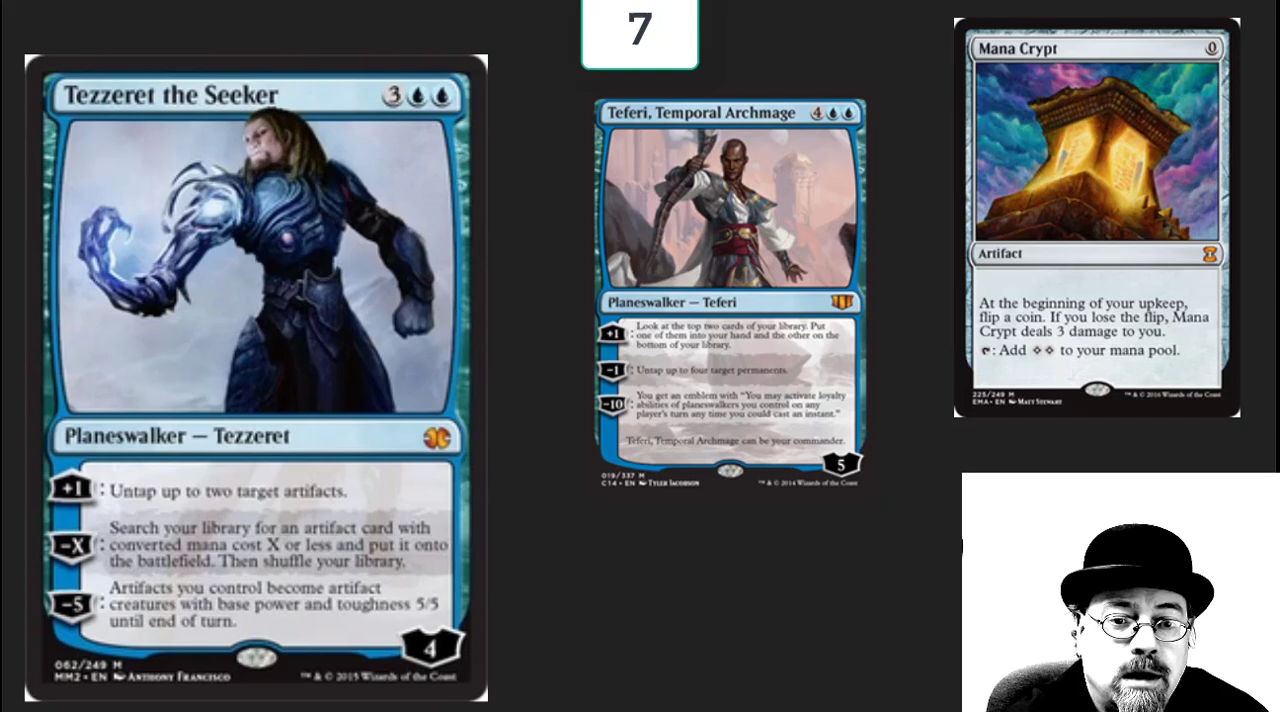 7
Tezzeret the Seeker 3
Planeswalker — Tezzeret
+1 : Untap up to two target artifacts.
−X : Search your library for an artifact card with
converted mana cost X or less and put it onto
the battlefield. Then shuffle your library.
−5 : Artifacts you control become artifact
creatures with base power and toughness 5/5
until end of turn.
4
062/249 M
MM2 • EN Anthony Francisco
™ & © 2015 Wizards of the Coast
Teferi, Temporal Archmage 4
Planeswalker — Teferi
+1 : Look at the top two cards of your library. Put
one of them into your hand and the other on the
bottom of your library.
−1 : Untap up to four target permanents.
−10 : You get an emblem with “You may activate loyalty
abilities of planeswalkers you control on any
player's turn any time you could cast an instant.”
Teferi, Temporal Archmage can be your commander.
5
019/337 M
C14 • EN Tyler Jacobson
™ & © 2014 Wizards of the Coast
Mana Crypt 0
Artifact
At the beginning of your upkeep,
flip a coin. If you lose the flip, Mana
Crypt deals 3 damage to you.
: Add to your mana pool.
225/249 M
EMA • EN Matt Stewart
™ & © 2016 Wizards of the Coast